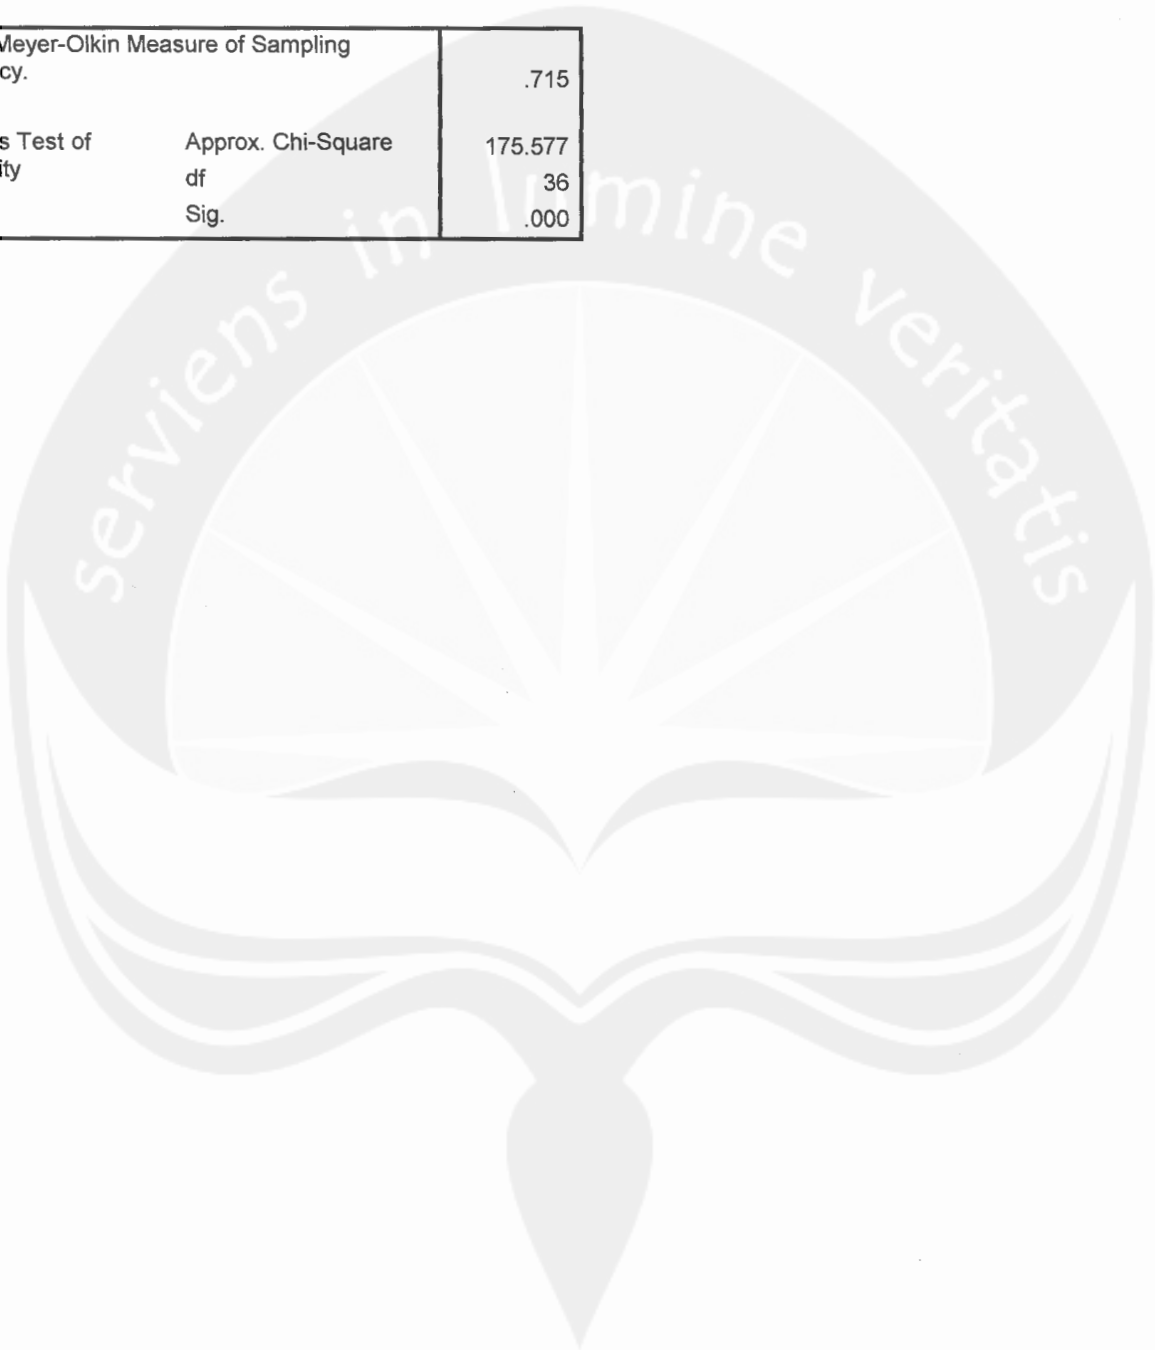 Meyer-Olkin Measure of Sampling
cy.
.715
s Test of Approx. Chi-Square 175.577
ity df 36
Sig. .000
serviens in lumine veritatis